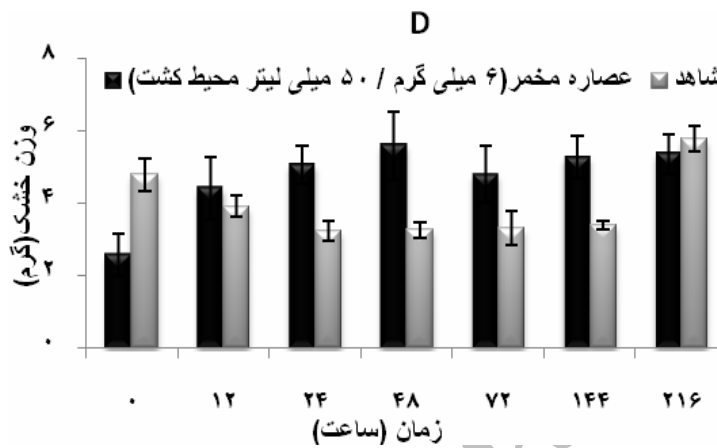 D
۸
عصاره مخمر(۶ میلی گرم / ۵۰ میلی لیتر محیط کشت) شاهد
۶
۴
۲
۰
وزن خشک(گرم)
۰ ۱۲ ۲۴ ۴۸ ۷۲ ۱۴۴ ۲۱۶
زمان (ساعت)